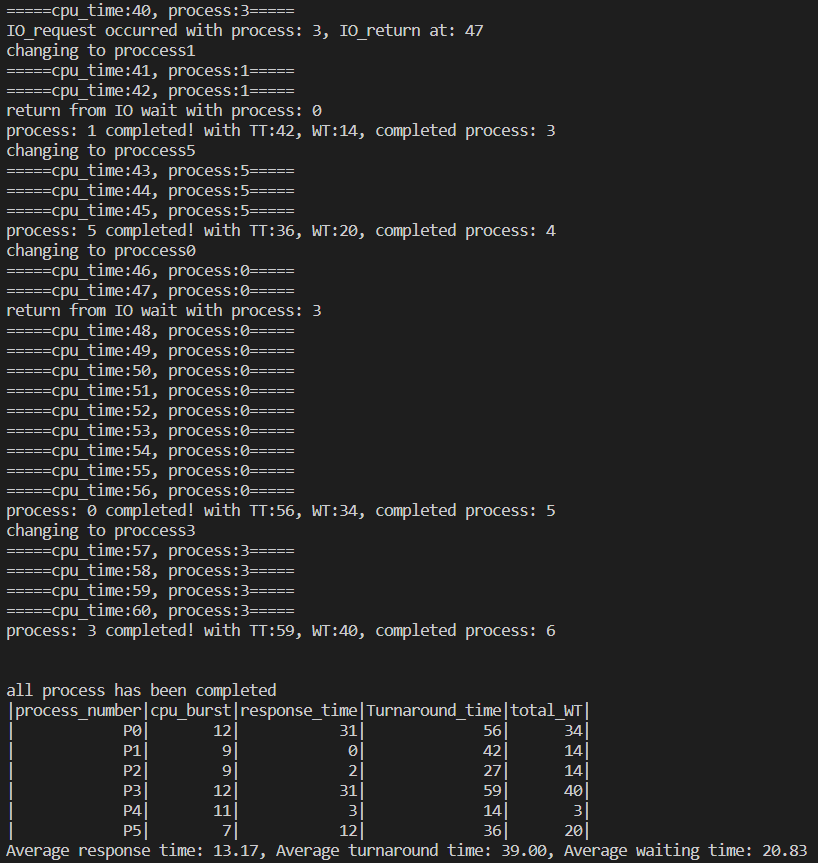 =====cpu_time:40, process:3=====
IO_request occurred with process: 3, IO_return at: 47
changing to proccess1
=====cpu_time:41, process:1=====
=====cpu_time:42, process:1=====
return from IO wait with process: 0
process: 1 completed! with TT:42, WT:14, completed process: 3
changing to proccess5
=====cpu_time:43, process:5=====
=====cpu_time:44, process:5=====
=====cpu_time:45, process:5=====
process: 5 completed! with TT:36, WT:20, completed process: 4
changing to proccess0
=====cpu_time:46, process:0=====
=====cpu_time:47, process:0=====
return from IO wait with process: 3
=====cpu_time:48, process:0=====
=====cpu_time:49, process:0=====
=====cpu_time:50, process:0=====
=====cpu_time:51, process:0=====
=====cpu_time:52, process:0=====
=====cpu_time:53, process:0=====
=====cpu_time:54, process:0=====
=====cpu_time:55, process:0=====
=====cpu_time:56, process:0=====
process: 0 completed! with TT:56, WT:34, completed process: 5
changing to proccess3
=====cpu_time:57, process:3=====
=====cpu_time:58, process:3=====
=====cpu_time:59, process:3=====
=====cpu_time:60, process:3=====
process: 3 completed! with TT:59, WT:40, completed process: 6
all process has been completed
|process_number|cpu_burst|response_time|Turnaround_time|total_WT|
|            P0|       12|           31|             56|      34|
|            P1|        9|            0|             42|      14|
|            P2|        9|            2|             27|      14|
|            P3|       12|           31|             59|      40|
|            P4|       11|            3|             14|       3|
|            P5|        7|           12|             36|      20|
Average response time: 13.17, Average turnaround time: 39.00, Average waiting time: 20.83